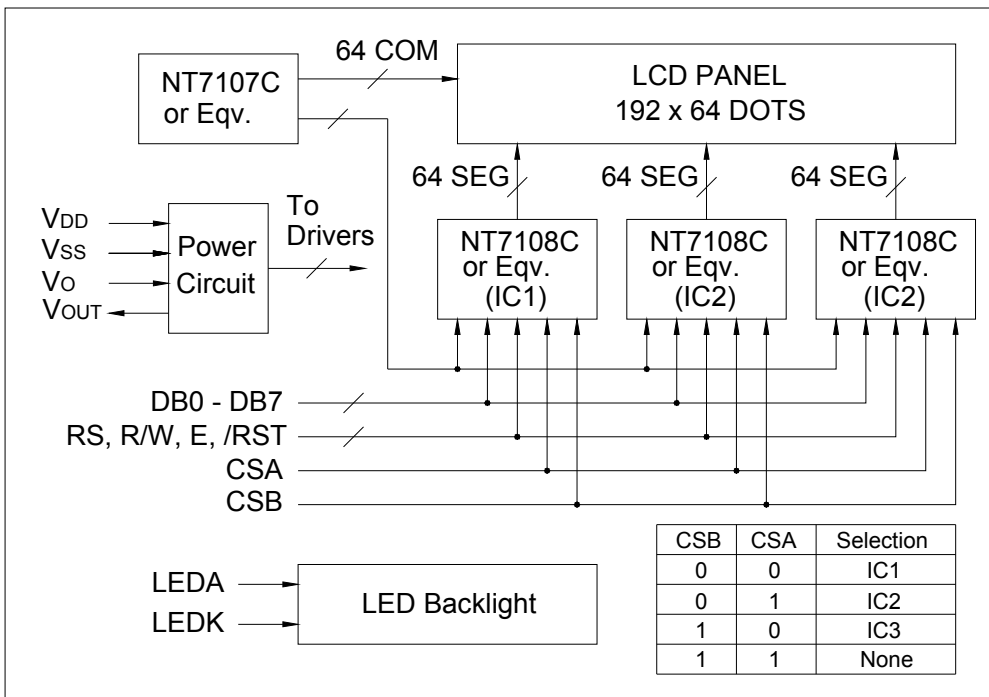 64 COM
NT7107C
or Eqv.
LCD PANEL
192 x 64 DOTS
64 SEG
64 SEG
64 SEG
VDD
VSS
VO
VOUT
Power
Circuit
To
Drivers
NT7108C
or Eqv.
(IC1)
NT7108C
or Eqv.
(IC2)
NT7108C
or Eqv.
(IC2)
DB0 - DB7
RS, R/W, E, /RST
CSA
CSB
LEDA
LEDK
LED Backlight
CSB CSA Selection
0 0 IC1
0 1 IC2
1 0 IC3
1 1 None